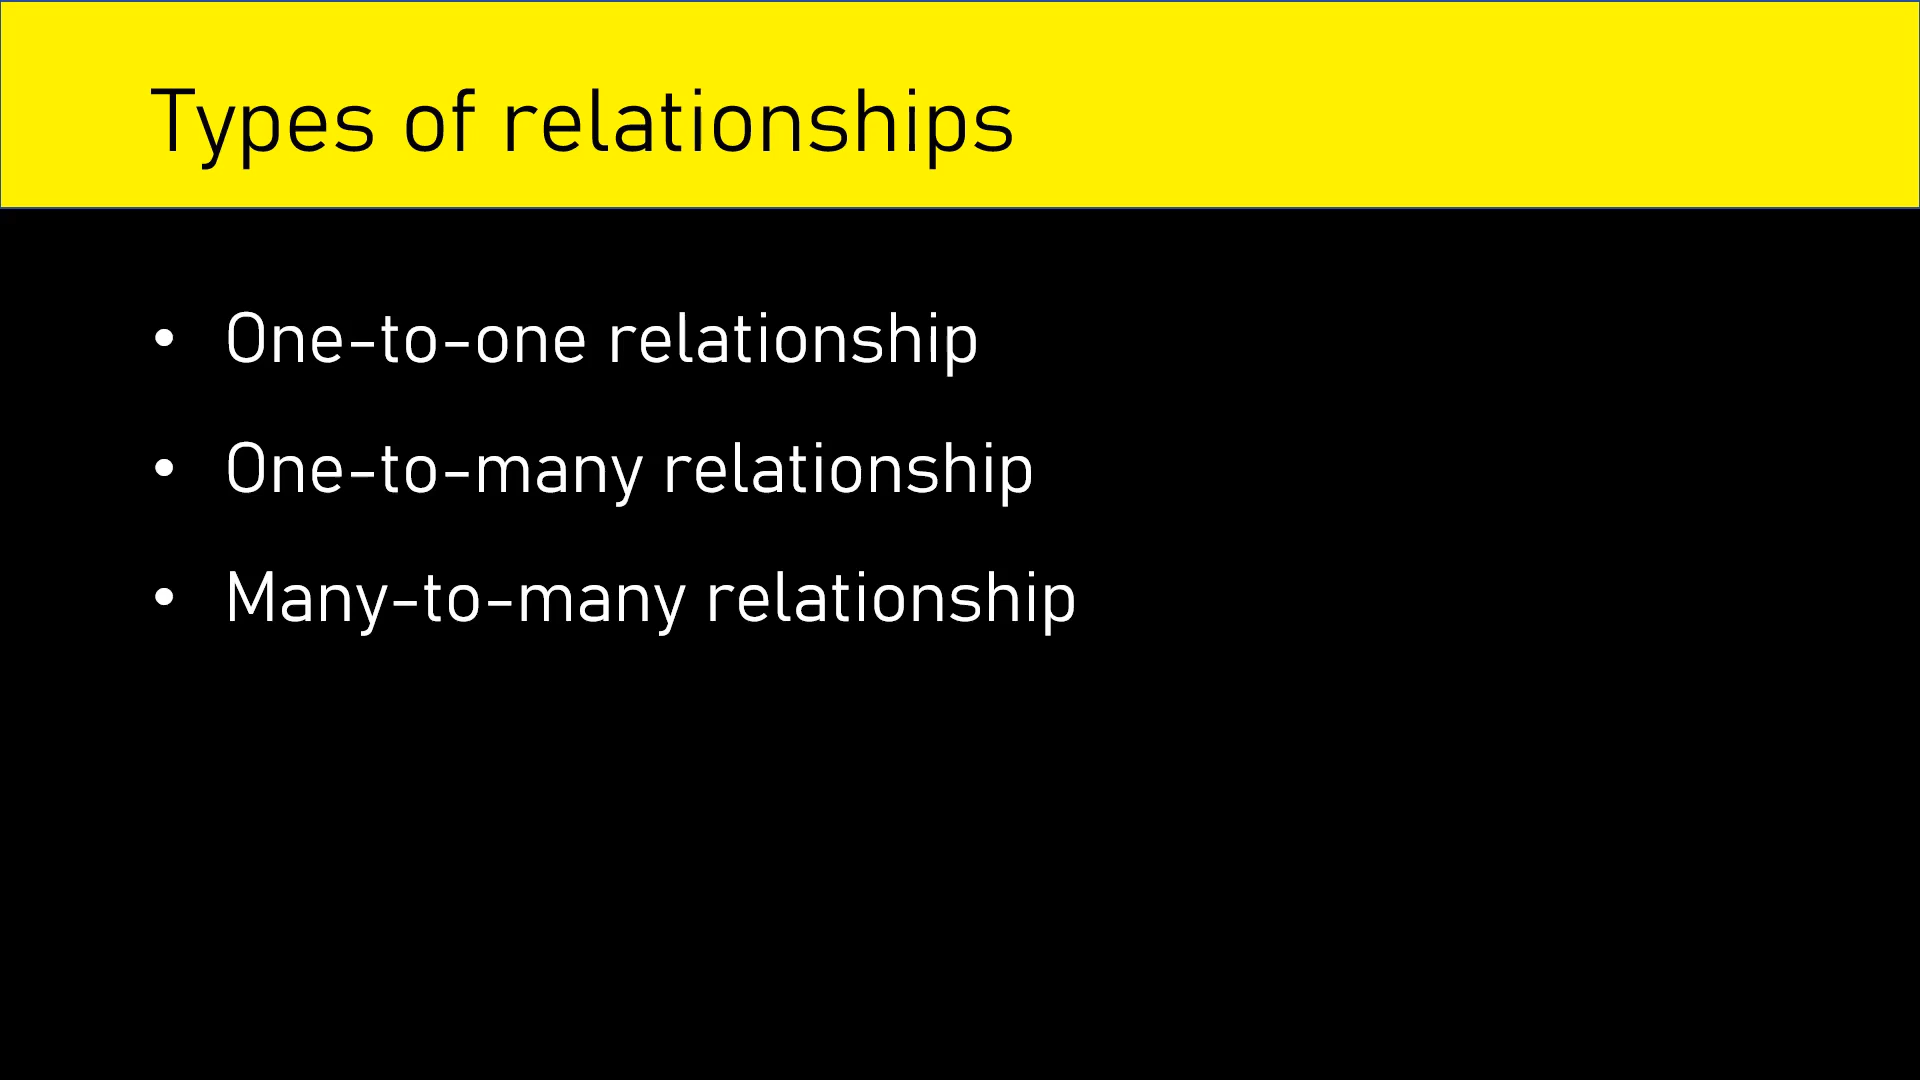 Types of relationships
• One-to-one relationship
• One-to-many relationship
• Many-to-many relationship